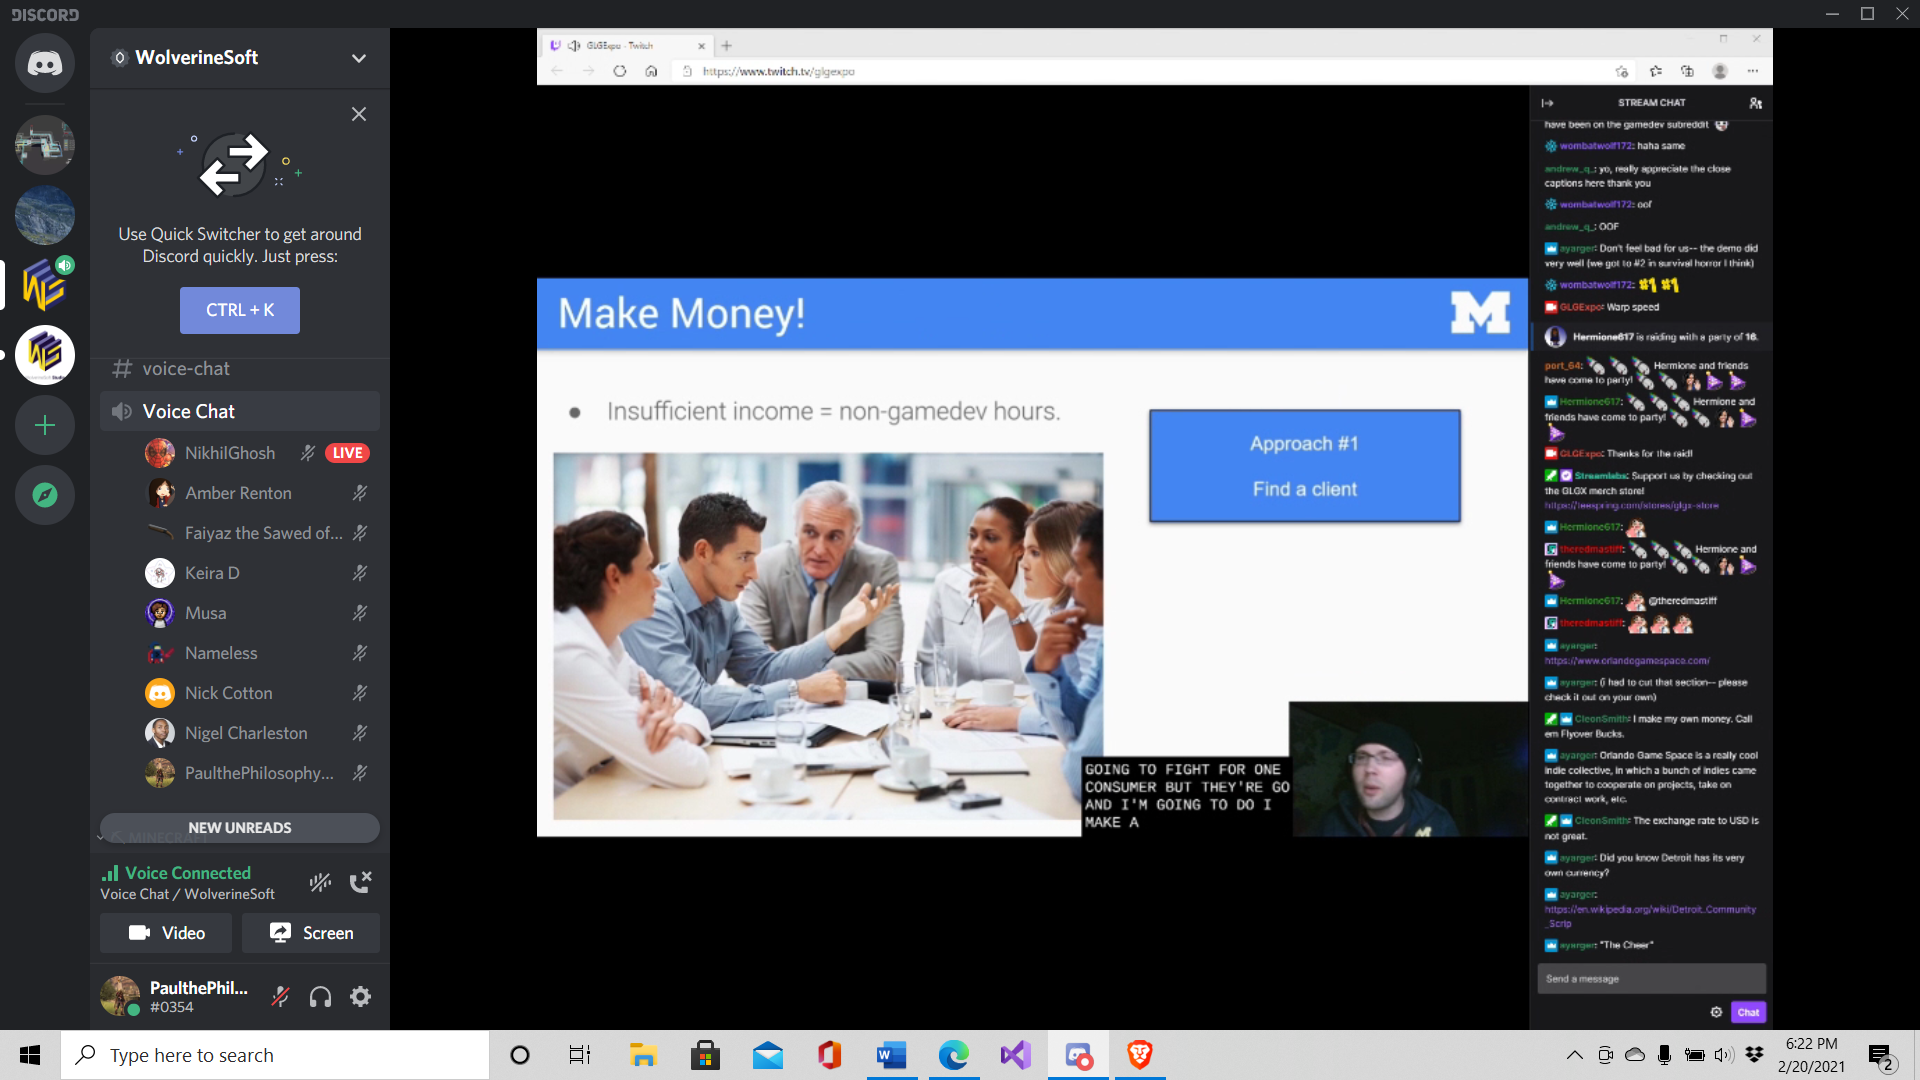 DISCORD
WolverineSoft
Use Quick Switcher to get around
Discord quickly. Just press:
CTRL + K
voice-chat
Voice Chat
NikhilGhosh
LIVE
Amber Renton
Faiyaz the Sawed of...
Keira D
Musa
Nameless
Nick Cotton
Nigel Charleston
PaulthePhilosophy...
MINECRAFT
NEW UNREADS
Voice Connected
Voice Chat / WolverineSoft
Video
Screen
PaulthePhil...
#0354
GLGExpo - Twitch
https://www.twitch.tv/glgexpo
Make Money!
M
Insufficient income = non-gamedev hours.
Approach #1
Find a client
GOING TO FIGHT FOR ONE
CONSUMER BUT THEY'RE GO
AND I'M GOING TO DO I
MAKE A
STREAM CHAT
have been on the gamedev subreddit
wombatwolf172: haha same
andrew_q_: yo, really appreciate the close
captions here thank you
wombatwolf172: oof
andrew_q_: OOF
ayarger: Don't feel bad for us-- the demo did
very well (we got to #2 in survival horror I think)
wombatwolf172: #1 #1
GLGExpo: Warp speed
Hermione617 is raiding with a party of 16.
port_64: Hermione and friends
have come to party!
Hermione617: Hermione and
friends have come to party!
GLGExpo: Thanks for the raid!
Streamlabs: Support us by checking out
the GLGX merch store!
https://teespring.com/stores/glgx-store
Hermione617:
theredmastiff: Hermione and
friends have come to party!
Hermione617: @theredmastiff
theredmastiff:
ayarger:
https://www.orlandogamespace.com/
ayarger: (i had to cut that section-- please
check it out on your own)
CleonSmith: I make my own money. Call
em Flyover Bucks.
ayarger: Orlando Game Space is a really cool
indie collective, in which a bunch of indies came
together to cooperate on projects, take on
contract work, etc.
CleonSmith: The exchange rate to USD is
not great.
ayarger: Did you know Detroit has its very
own currency?
ayarger:
https://en.wikipedia.org/wiki/Detroit_Community
_Scrip
ayarger: "The Cheer"
Send a message
Chat
Type here to search
6:22 PM
2/20/2021
2